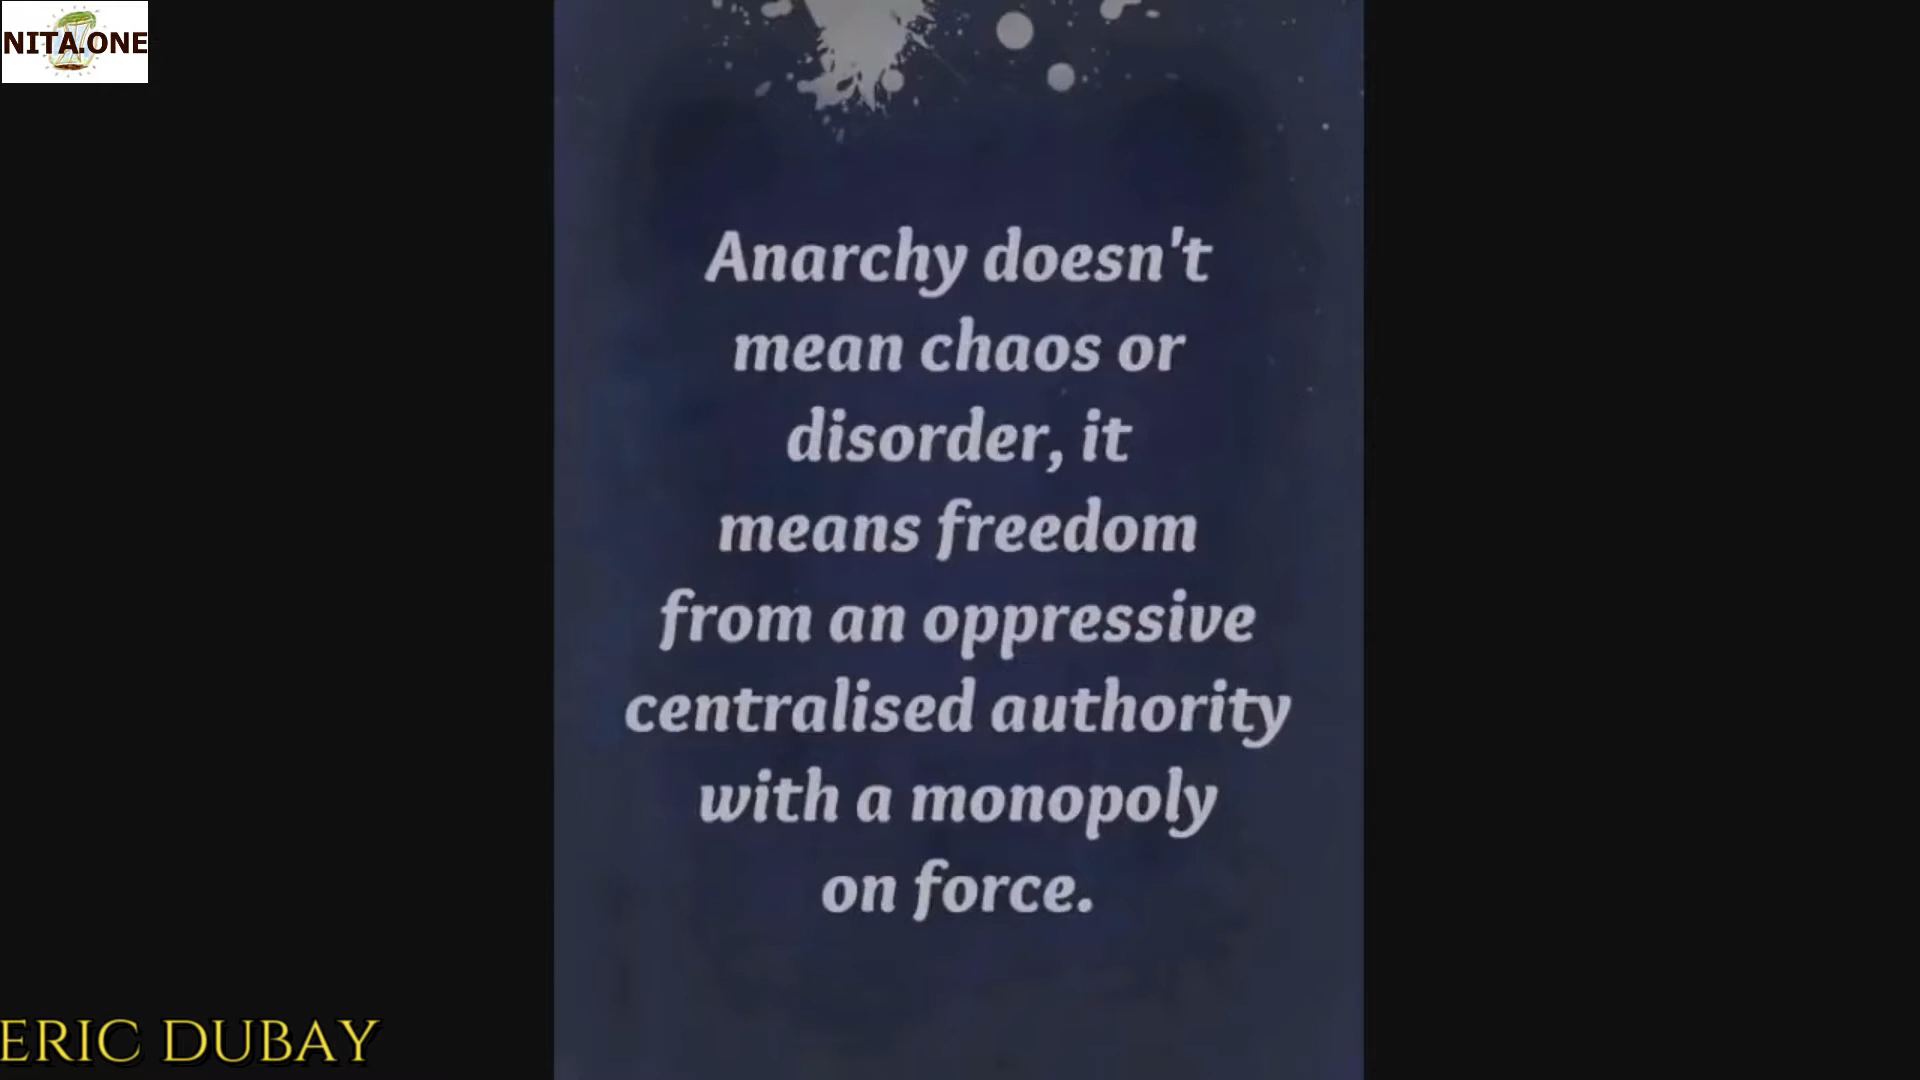 NITA.ONE
Anarchy doesn't
mean chaos or
disorder, it
means freedom
from an oppressive
centralised authority
with a monopoly
on force.
ERIC DUBAY